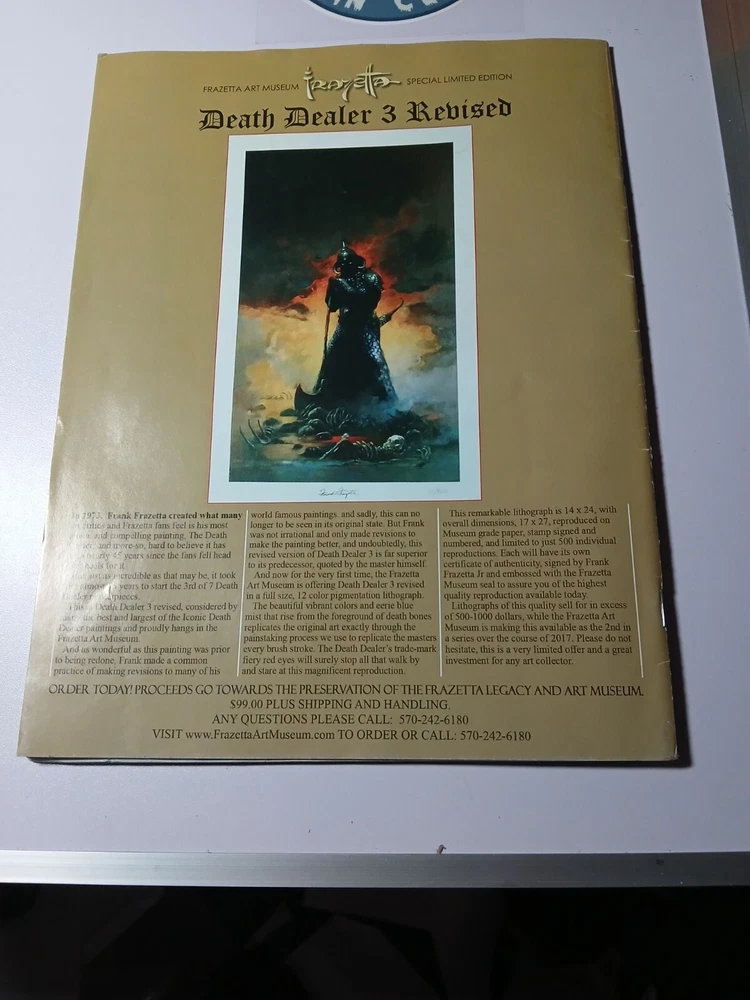 IN C
FRAZETTA ART MUSEUM frazetta SPECIAL LIMITED EDITION
Death Dealer 3 Revised
In 1973, Frank Frazetta created what many
critics and Frazetta fans feel is his most
and compelling painting. The Death
and more-so, hard to believe it has
nearly 45 years since the fans fell head
heels for it.
as incredible as that may be, it took
almost years to start the 3rd of 7 Death
Dealer
This is Death Dealer 3 revised, considered by
many the best and largest of the Iconic Death
Dealer paintings and proudly hangs in the
Frazetta Art Museum.
And as wonderful as this painting was prior
to being redone, Frank made a common
practice of making revisions to many of his
world famous paintings. and sadly, this can no
longer to be seen in its original state. But Frank
was not irrational and only made revisions to
make the painting better, and undoubtedly, this
revised version of Death Dealer 3 is far superior
to its predecessor, quoted by the master himself.
And now for the very first time, the Frazetta
Art Museum is offering Death Dealer 3 revised
in a full size, 12 color pigmentation lithograph.
The beautiful vibrant colors and eerie blue
mist that rise from the foreground of death bones
replicates the original art exactly through the
painstaking process we use to replicate the masters
every brush stroke. The Death Dealer's trade-mark
fiery red eyes will surely stop all that walk by
and stare at this magnificent reproduction.
This remarkable lithograph is 14 x 24, with
overall dimensions, 17 x 27, reproduced on
Museum grade paper, stamp signed and
numbered, and limited to just 500 individual
reproductions. Each will have its own
certificate of authenticity, signed by Frank
Frazetta Jr and embossed with the Frazetta
Museum seal to assure you of the highest
quality reproduction available today.
Lithographs of this quality sell for in excess
of 500-1000 dollars, while the Frazetta Art
Museum is making this available as the 2nd in
a series over the course of 2017. Please do not
hesitate, this is a very limited offer and a great
investment for any art collector.
ORDER TODAY! PROCEEDS GO TOWARDS THE PRESERVATION OF THE FRAZETTA LEGACY AND ART MUSEUM.
$99.00 PLUS SHIPPING AND HANDLING.
ANY QUESTIONS PLEASE CALL: 570-242-6180
VISIT www.FrazettaArtMuseum.com TO ORDER OR CALL: 570-242-6180